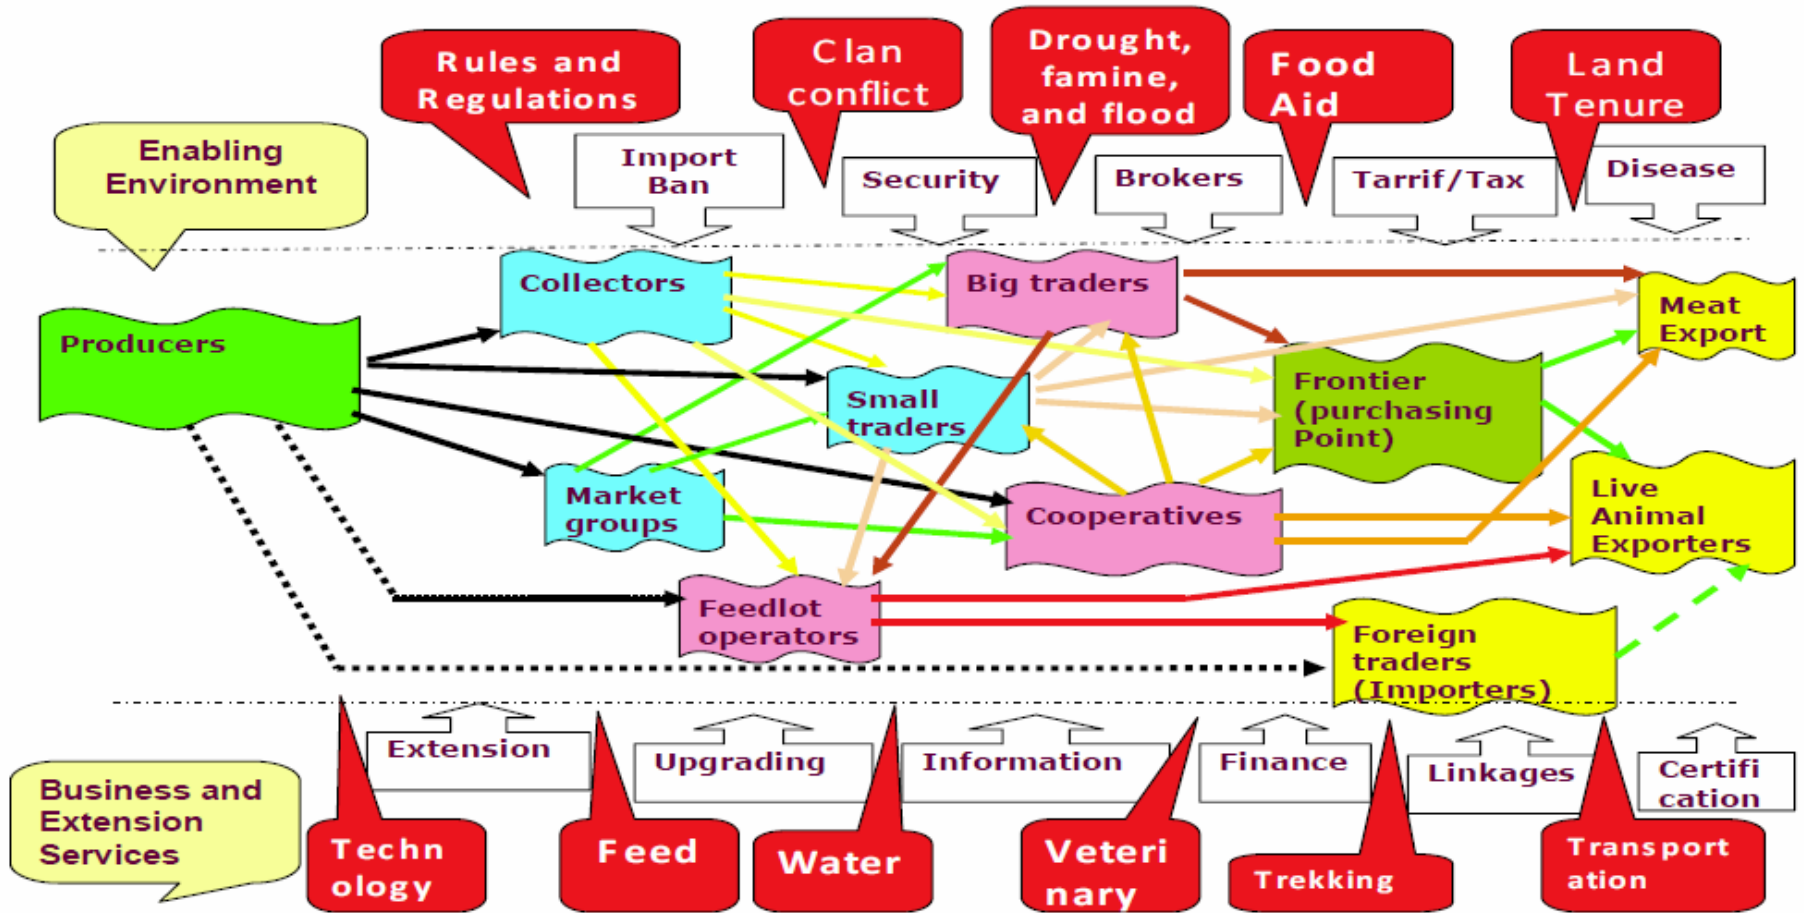 Rules and
Regulations
Clan
conflict
Drought,
famine,
and flood
Food
Aid
Land
Tenure
Enabling
Environment
Import
Ban
Security
Brokers
Tarrif/Tax
Disease
Collectors
Big traders
Meat
Export
Producers
Small
traders
Frontier
(purchasing
Point)
Market
groups
Cooperatives
Live
Animal
Exporters
Feedlot
operators
Foreign
traders
(Importers)
Extension
Upgrading
Information
Finance
Linkages
Certifi
cation
Business and
Extension
Services
Techn
ology
Feed
Water
Veteri
nary
Trekking
Transport
ation